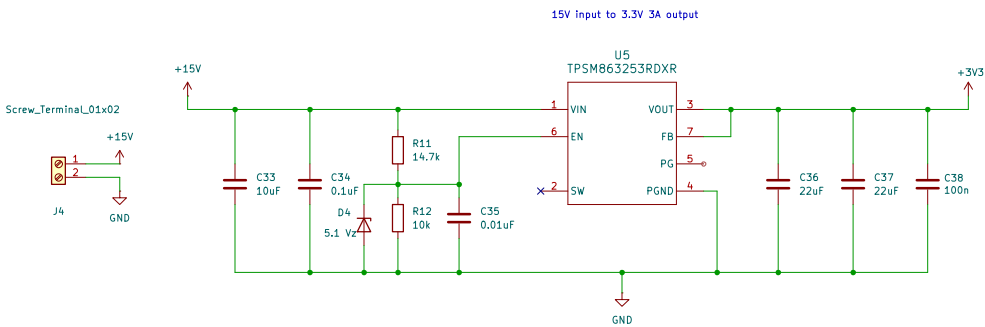 15V input to 3.3V 3A output
U5
TPSM863253RDXR
+15V
+3V3
Screw_Terminal_01x02
1
VIN
VOUT
3
+15V
6
EN
FB
7
R11
14.7k
1
2
PG
5
C33
10uF
C34
0.1uF
2
SW
PGND
4
C36
22uF
C37
22uF
C38
100n
J4
GND
D4
5.1 Vz
R12
10k
C35
0.01uF
GND